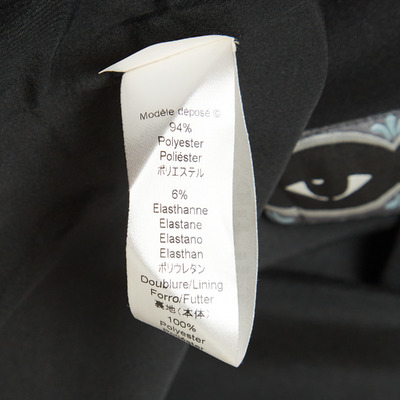 Modèle déposé ©
94%
Polyester
Poliéster
ポリエステル
6%
Elasthanne
Elastane
Elastano
Elasthan
ポリウレタン
Doublure/Lining
Forro/Futter
裏地〈本体〉
100%
Polyester
Poliéster